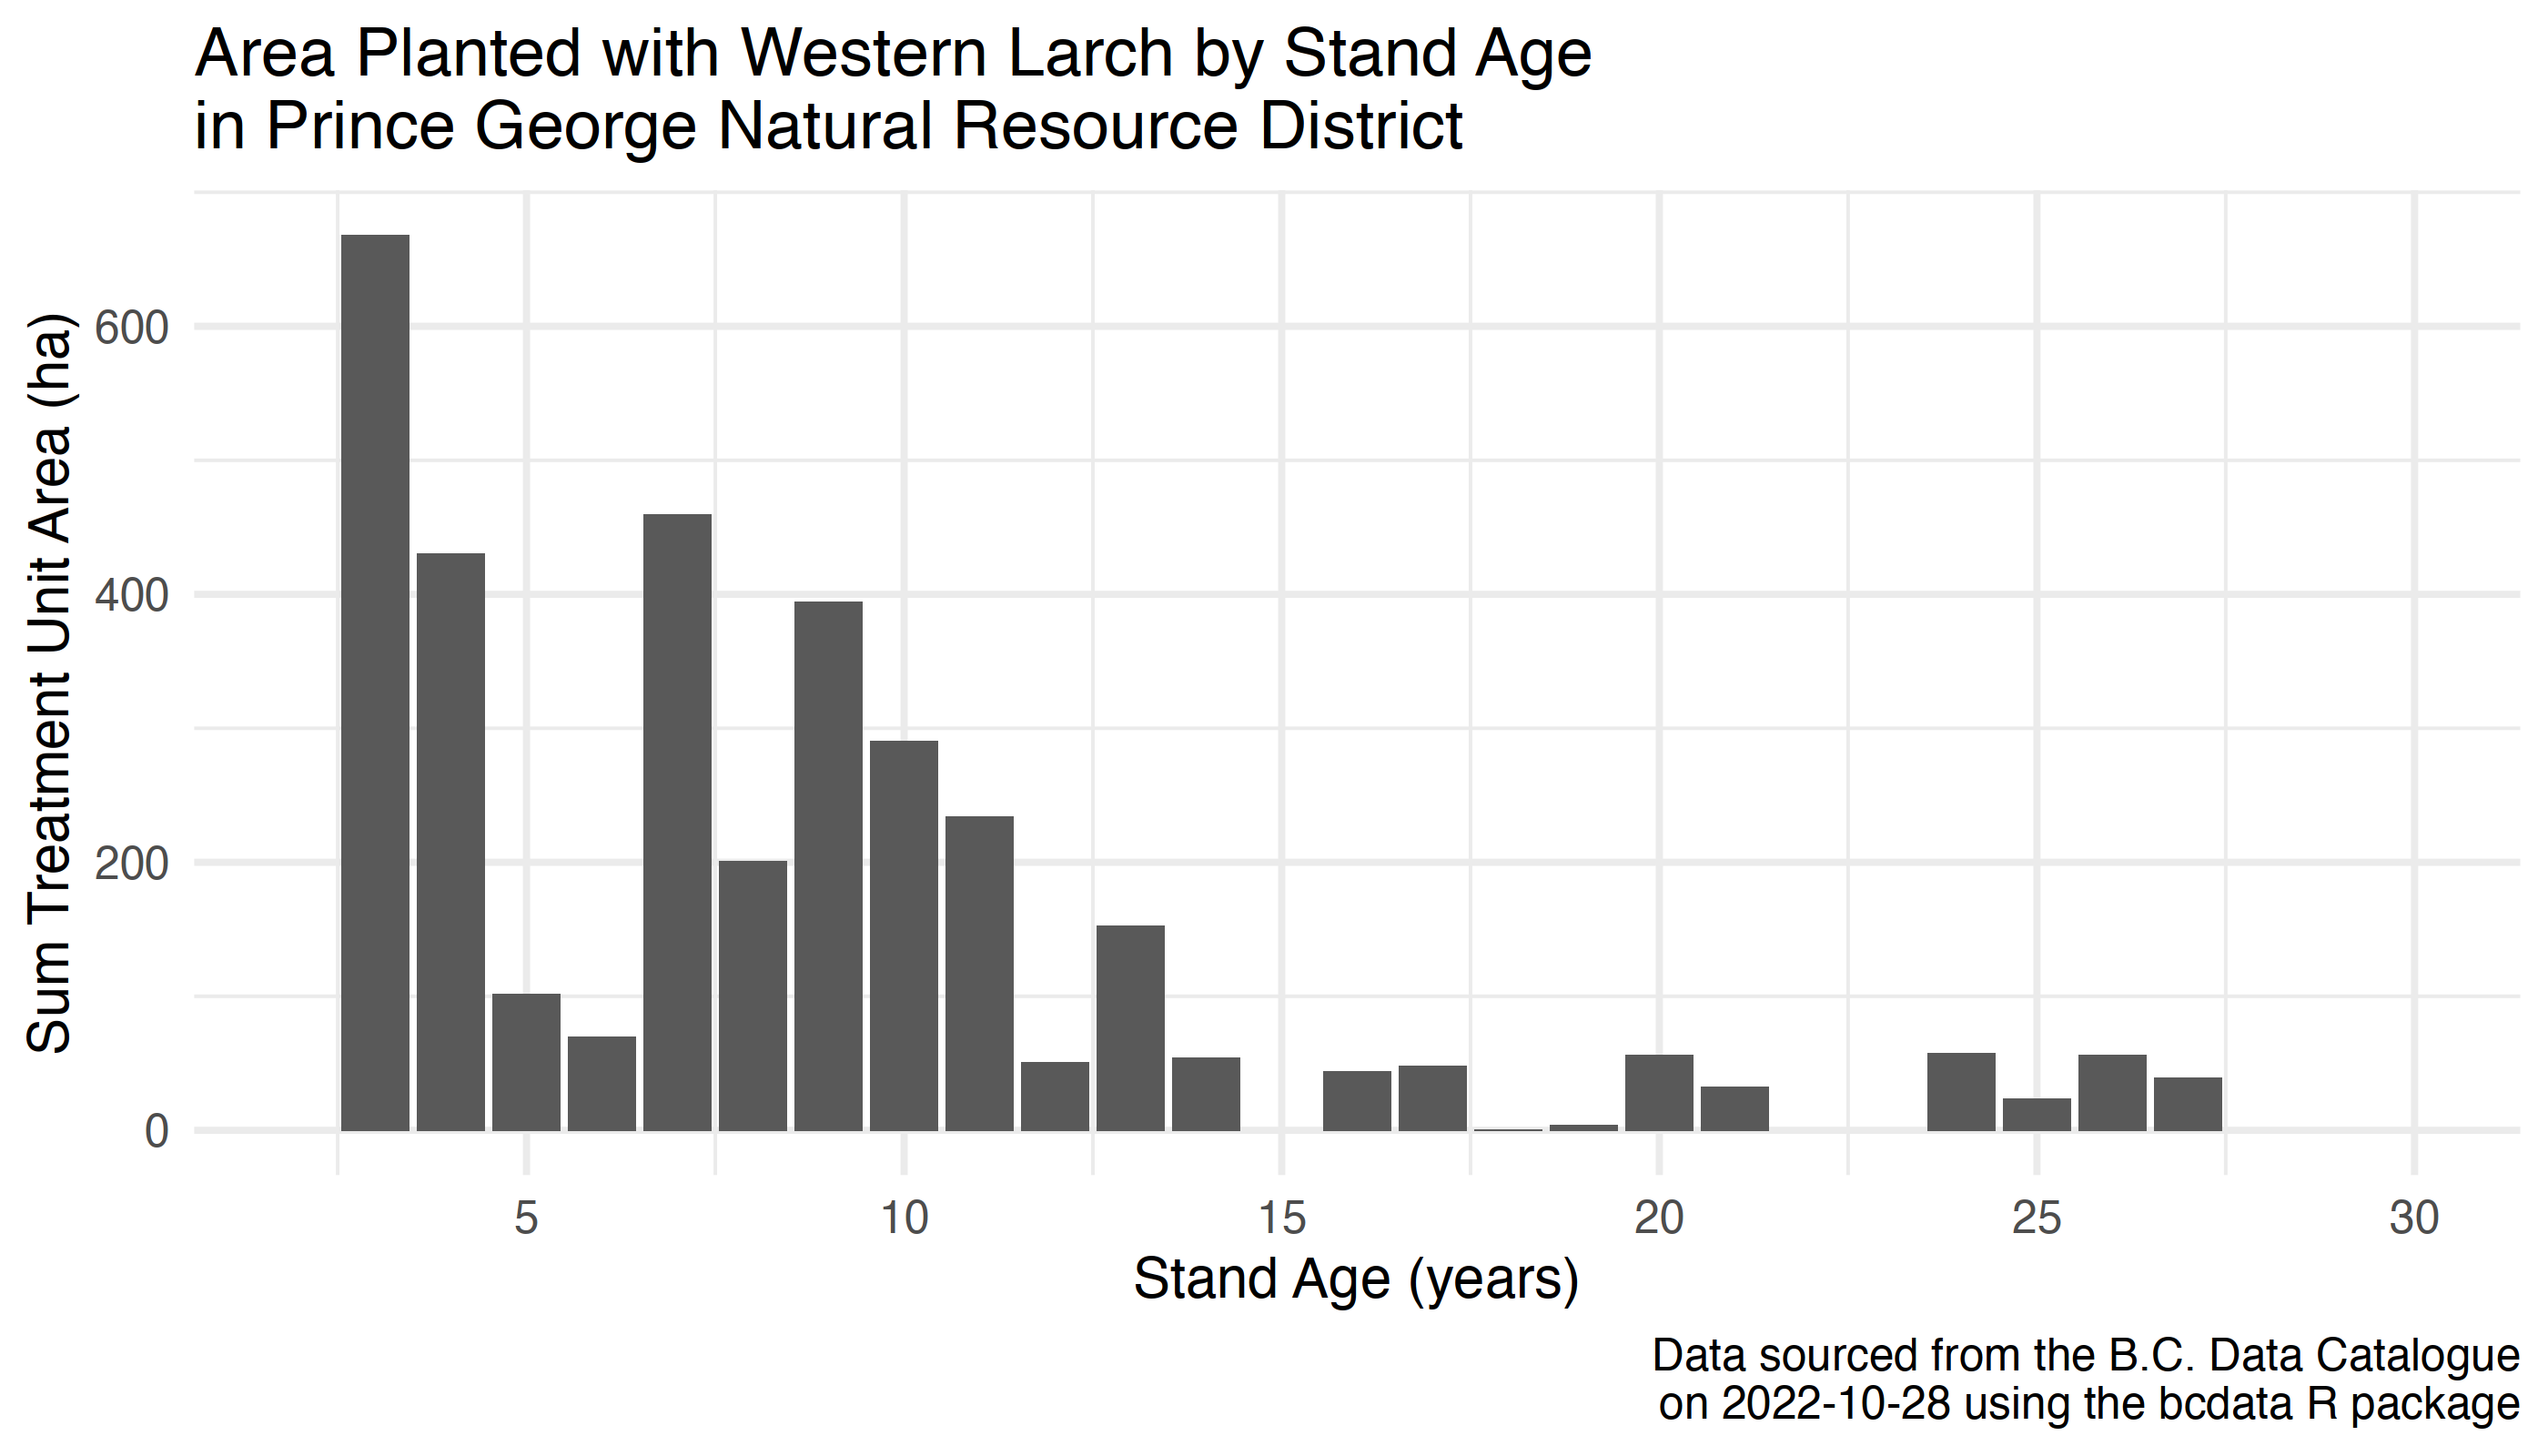 Area Planted with Western Larch by Stand Age
in Prince George Natural Resource District
Sum Treatment Unit Area (ha)
600
400
200
0
5
10
15
20
25
30
Stand Age (years)
Data sourced from the B.C. Data Catalogue
on 2022-10-28 using the bcdata R package